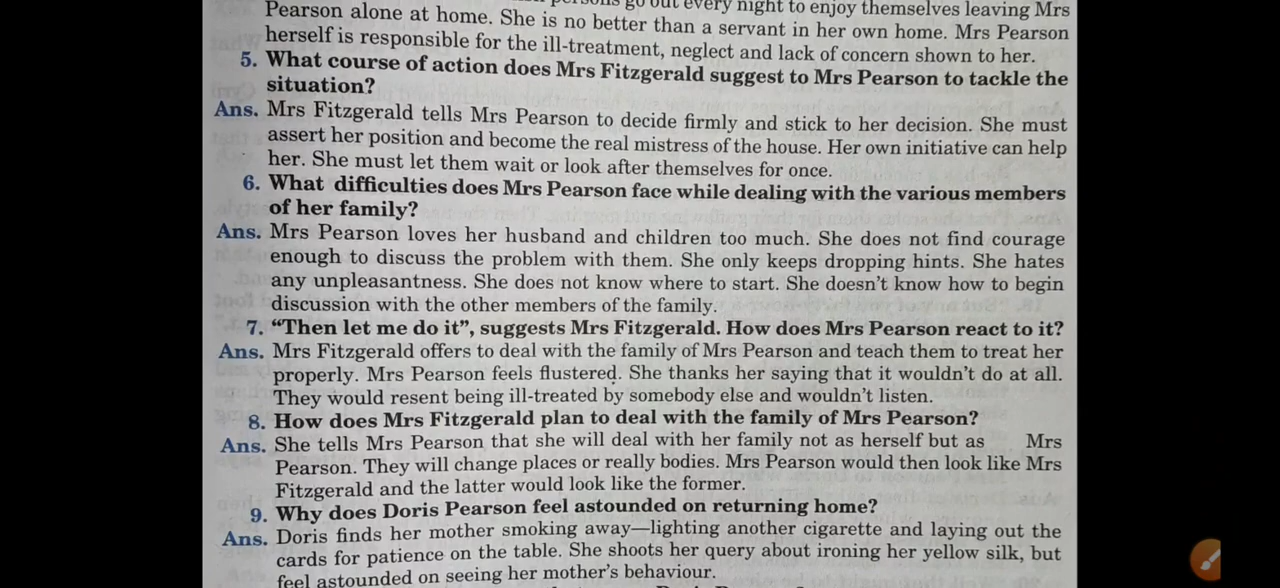 persons go out every night to enjoy themselves leaving Mrs
Pearson alone at home. She is no better than a servant in her own home. Mrs Pearson
herself is responsible for the ill-treatment, neglect and lack of concern shown to her.
5. What course of action does Mrs Fitzgerald suggest to Mrs Pearson to tackle the
situation?
Ans. Mrs Fitzgerald tells Mrs Pearson to decide firmly and stick to her decision. She must
assert her position and become the real mistress of the house. Her own initiative can help
her. She must let them wait or look after themselves for once.
6. What difficulties does Mrs Pearson face while dealing with the various members
of her family?
Ans. Mrs Pearson loves her husband and children too much. She does not find courage
enough to discuss the problem with them. She only keeps dropping hints. She hates
any unpleasantness. She does not know where to start. She doesn't know how to begin
discussion with the other members of the family.
7. “Then let me do it”, suggests Mrs Fitzgerald. How does Mrs Pearson react to it?
Ans. Mrs Fitzgerald offers to deal with the family of Mrs Pearson and teach them to treat her
properly. Mrs Pearson feels flustered. She thanks her saying that it wouldn't do at all.
They would resent being ill-treated by somebody else and wouldn't listen.
8. How does Mrs Fitzgerald plan to deal with the family of Mrs Pearson?
Ans. She tells Mrs Pearson that she will deal with her family not as herself but as Mrs
Pearson. They will change places or really bodies. Mrs Pearson would then look like Mrs
Fitzgerald and the latter would look like the former.
9. Why does Doris Pearson feel astounded on returning home?
Ans. Doris finds her mother smoking away—lighting another cigarette and laying out the
cards for patience on the table. She shoots her query about ironing her yellow silk, but
feel astounded on seeing her mother's behaviour.